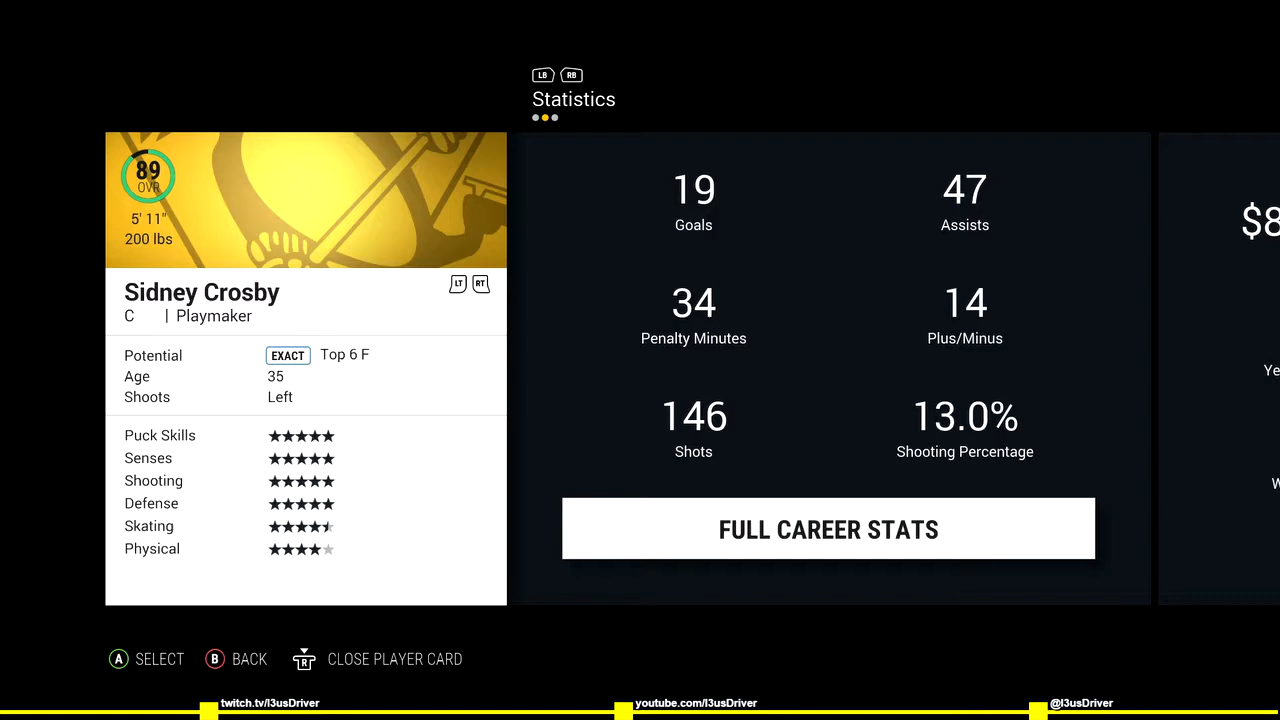 LB RB
Statistics
89
OVR
5' 11"
200 lbs
Sidney Crosby
LT RT
C | Playmaker
Potential EXACT Top 6 F
Age 35
Shoots Left
Puck Skills
Senses
Shooting
Defense
Skating
Physical
19
Goals
47
Assists
34
Penalty Minutes
14
Plus/Minus
146
Shots
13.0%
Shooting Percentage
FULL CAREER STATS
$8
Ye
W
A SELECT B BACK R CLOSE PLAYER CARD
twitch.tv/l3usDriver
youtube.com/l3usDriver
@l3usDriver